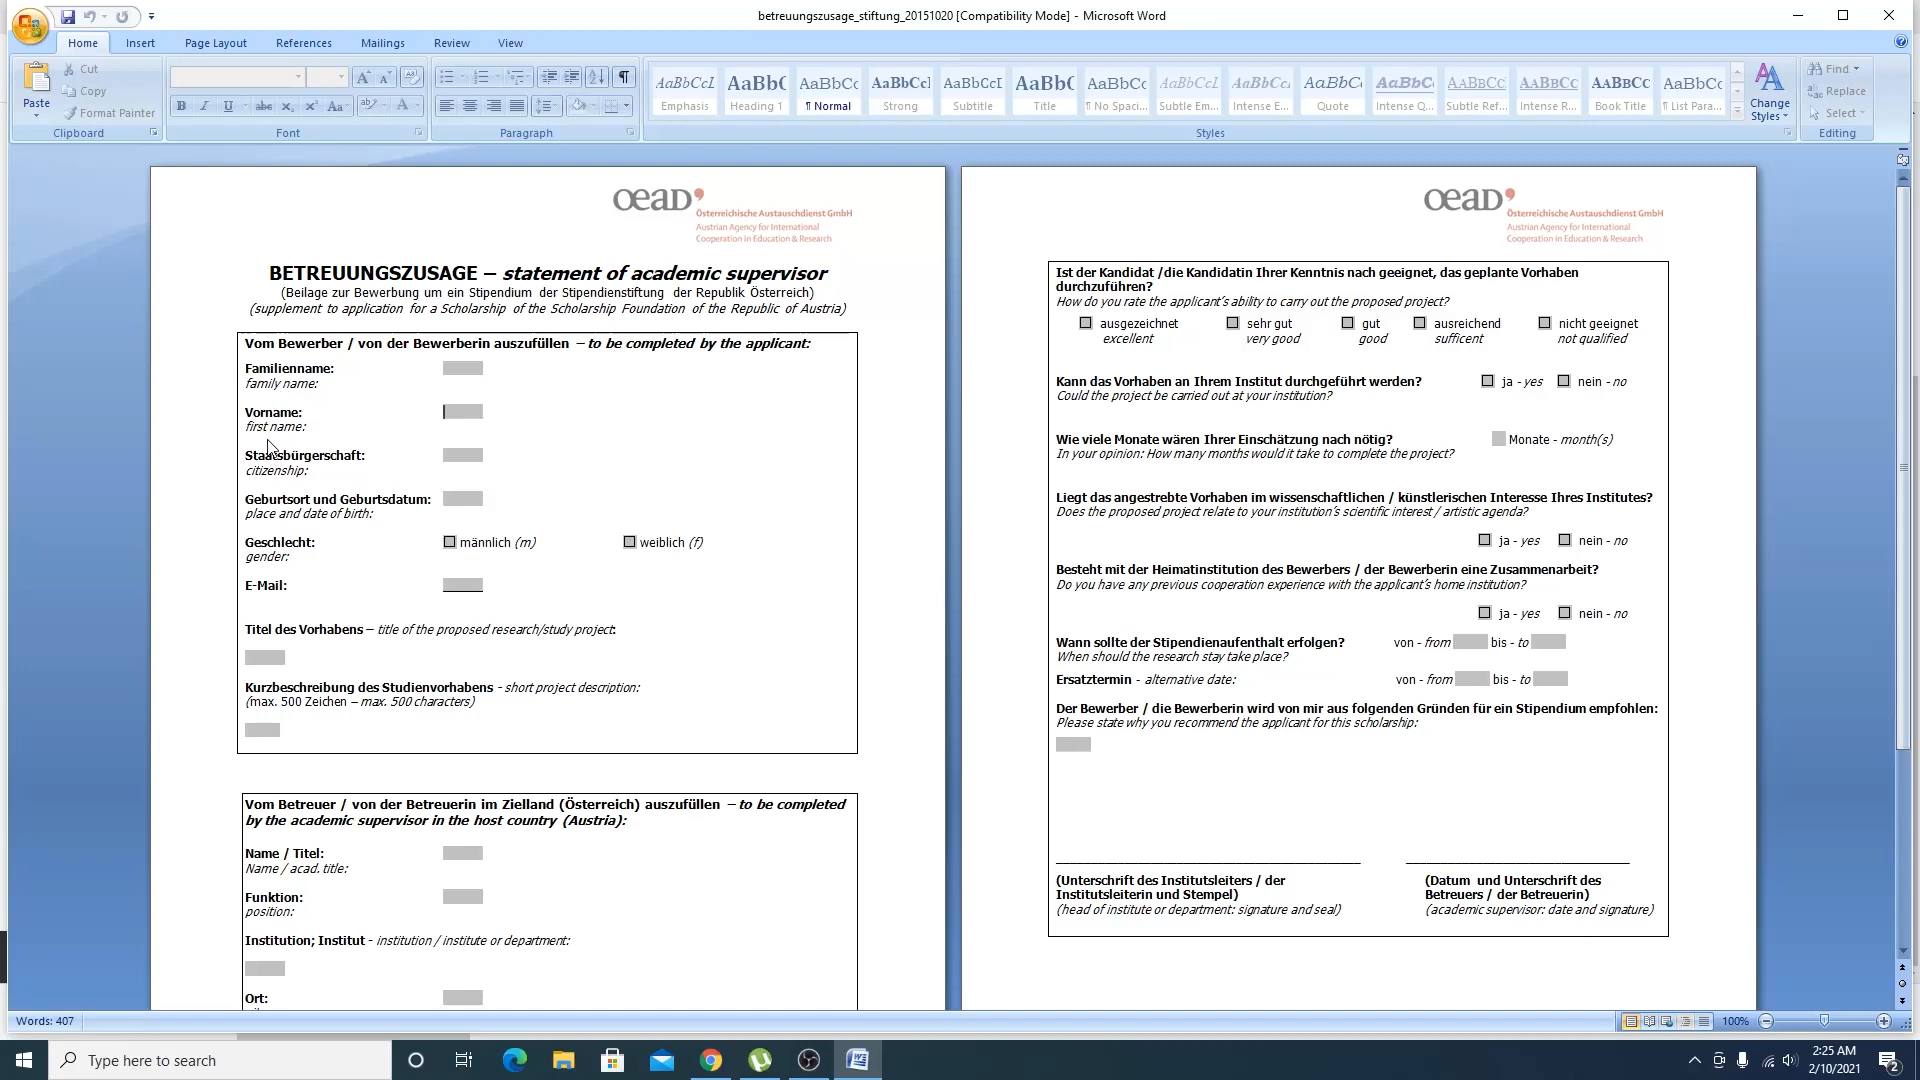 betreuungszusage_stiftung_20151020 [Compatibility Mode] - Microsoft Word
Home Insert Page Layout References Mailings Review View
Paste
Cut
Copy
Format Painter
Clipboard
Font
Paragraph
AaBbCcI Emphasis
AaBbC Heading 1
AaBbCc ¶ Normal
AaBbCcI Strong
AaBbCcI Subtitle
AaBbC Title
AaBbCc ¶ No Spaci...
AaBbCcI Subtle Em...
AaBbCcI Intense E...
AaBbCc Quote
AaBbCc Intense Q...
AaBbCc Subtle Ref...
AaBbCc Intense R...
AaBbCc Book Title
AaBbCc ¶ List Para...
Change Styles
Styles
Find
Replace
Select
Editing
OeAD
Österreichische Austauschdienst GmbH
Austrian Agency for International
Cooperation in Education & Research
BETREUUNGSZUSAGE – statement of academic supervisor
(Beilage zur Bewerbung um ein Stipendium der Stipendienstiftung der Republik Österreich)
(supplement to application for a Scholarship of the Scholarship Foundation of the Republic of Austria)
Vom Bewerber / von der Bewerberin auszufüllen – to be completed by the applicant:
Familienname:
family name:
Vorname:
first name:
Staatsbürgerschaft:
citizenship:
Geburtsort und Geburtsdatum:
place and date of birth:
Geschlecht: männlich (m) weiblich (f)
gender:
E-Mail:
Titel des Vorhabens – title of the proposed research/study project:
Kurzbeschreibung des Studienvorhabens - short project description:
(max. 500 Zeichen – max. 500 characters)
Vom Betreuer / von der Betreuerin im Zielland (Österreich) auszufüllen – to be completed
by the academic supervisor in the host country (Austria):
Name / Titel:
Name / acad. title:
Funktion:
position:
Institution; Institut - institution / institute or department:
Ort:
OeAD
Österreichische Austauschdienst GmbH
Austrian Agency for International
Cooperation in Education & Research
Ist der Kandidat /die Kandidatin Ihrer Kenntnis nach geeignet, das geplante Vorhaben
durchzuführen?
How do you rate the applicant's ability to carry out the proposed project?
ausgezeichnet sehr gut gut ausreichend nicht geeignet
excellent very good good sufficent not qualified
Kann das Vorhaben an Ihrem Institut durchgeführt werden? ja - yes nein - no
Could the project be carried out at your institution?
Wie viele Monate wären Ihrer Einschätzung nach nötig? Monate - month(s)
In your opinion: How many months would it take to complete the project?
Liegt das angestrebte Vorhaben im wissenschaftlichen / künstlerischen Interesse Ihres Institutes?
Does the proposed project relate to your institution's scientific interest / artistic agenda?
ja - yes nein - no
Besteht mit der Heimatinstitution des Bewerbers / der Bewerberin eine Zusammenarbeit?
Do you have any previous cooperation experience with the applicant's home institution?
ja - yes nein - no
Wann sollte der Stipendienaufenthalt erfolgen? von - from bis - to
When should the research stay take place?
Ersatztermin - alternative date: von - from bis - to
Der Bewerber / die Bewerberin wird von mir aus folgenden Gründen für ein Stipendium empfohlen:
Please state why you recommend the applicant for this scholarship:
(Unterschrift des Institutsleiters / der
Institutsleiterin und Stempel)
(head of institute or department: signature and seal)
(Datum und Unterschrift des
Betreuers / der Betreuerin)
(academic supervisor: date and signature)
Words: 407
100%
Type here to search
2:25 AM
2/10/2021
2